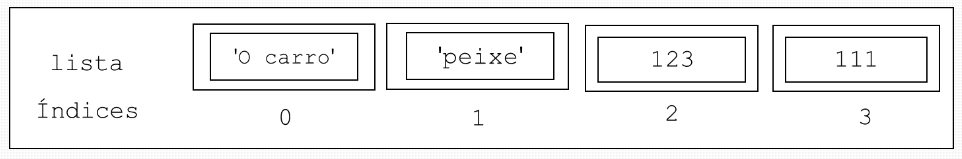 lista 'O carro' 'peixe' 123 111
Índices 0 1 2 3